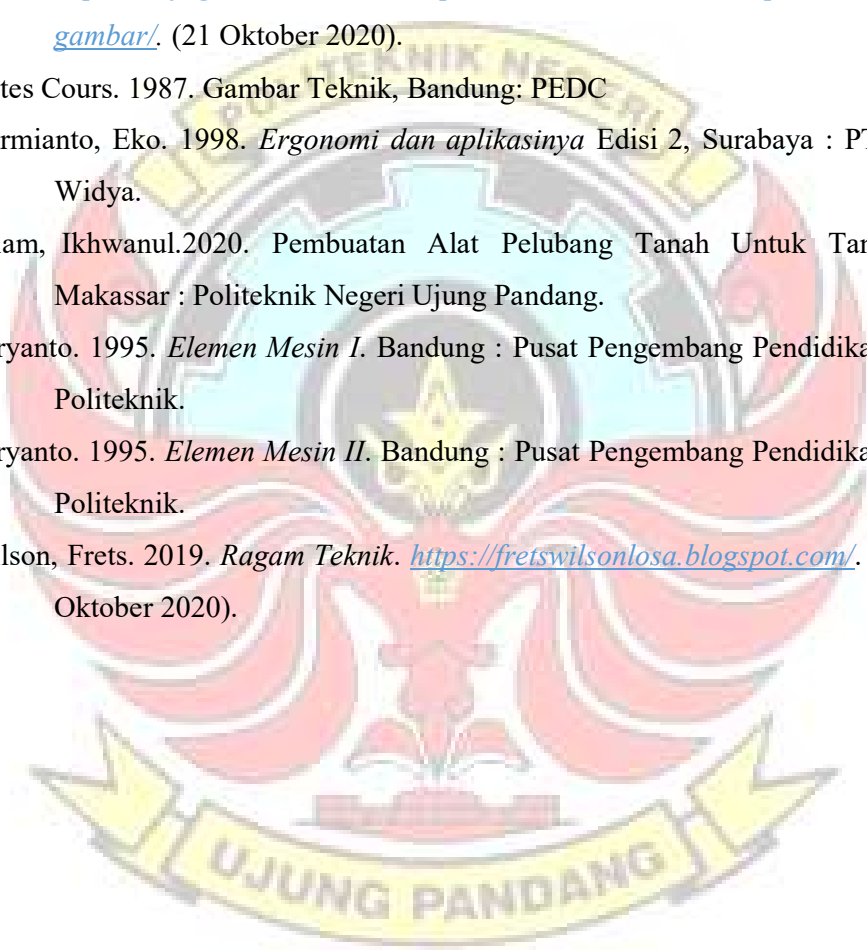 gambar/. (21 Oktober 2020).
tes Cours. 1987. Gambar Teknik, Bandung: PEDC
rmianto, Eko. 1998. Ergonomi dan aplikasinya Edisi 2, Surabaya : PT
Widya.
am, Ikhwanul.2020. Pembuatan Alat Pelubang Tanah Untuk Tan
Makassar : Politeknik Negeri Ujung Pandang.
ryanto. 1995. Elemen Mesin I. Bandung : Pusat Pengembang Pendidika
Politeknik.
ryanto. 1995. Elemen Mesin II. Bandung : Pusat Pengembang Pendidika
Politeknik.
lson, Frets. 2019. Ragam Teknik. https://fretswilsonlosa.blogspot.com/.
Oktober 2020).
POLITEKNIK NEGERI
UJUNG PANDANG